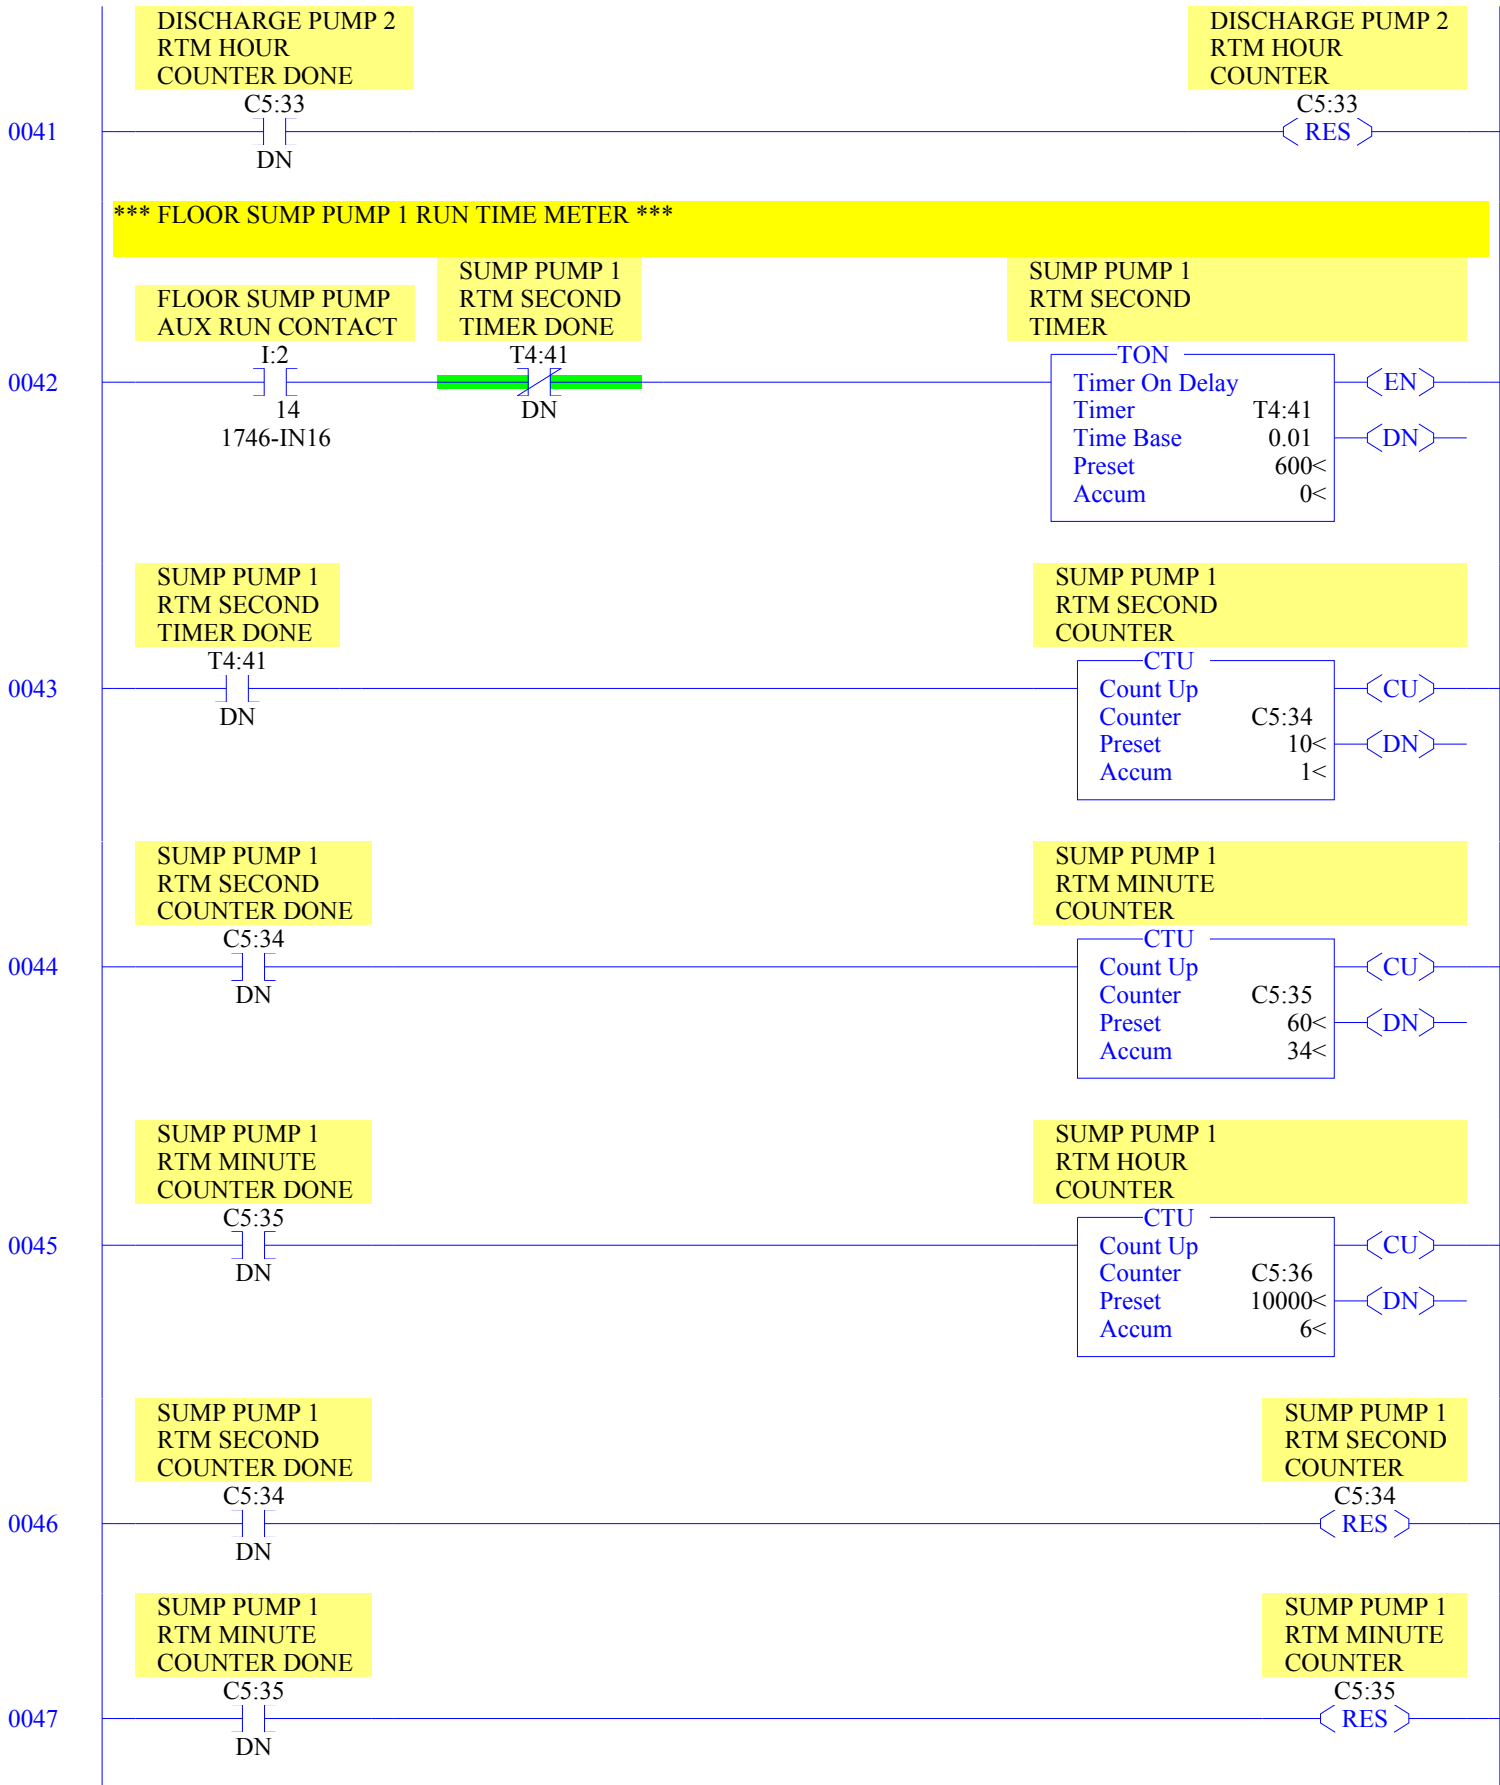 DISCHARGE PUMP 2
RTM HOUR
COUNTER DONE
C5:33
DN
DISCHARGE PUMP 2
RTM HOUR
COUNTER
C5:33
RES
0041
*** FLOOR SUMP PUMP 1 RUN TIME METER ***
FLOOR SUMP PUMP
AUX RUN CONTACT
I:2
14
1746-IN16
SUMP PUMP 1
RTM SECOND
TIMER DONE
T4:41
DN
SUMP PUMP 1
RTM SECOND
TIMER
TON
Timer On Delay
Timer T4:41
Time Base 0.01
Preset 600<
Accum 0<
EN
DN
0042
SUMP PUMP 1
RTM SECOND
TIMER DONE
T4:41
DN
SUMP PUMP 1
RTM SECOND
COUNTER
CTU
Count Up
Counter C5:34
Preset 10<
Accum 1<
CU
DN
0043
SUMP PUMP 1
RTM SECOND
COUNTER DONE
C5:34
DN
SUMP PUMP 1
RTM MINUTE
COUNTER
CTU
Count Up
Counter C5:35
Preset 60<
Accum 34<
CU
DN
0044
SUMP PUMP 1
RTM MINUTE
COUNTER DONE
C5:35
DN
SUMP PUMP 1
RTM HOUR
COUNTER
CTU
Count Up
Counter C5:36
Preset 10000<
Accum 6<
CU
DN
0045
SUMP PUMP 1
RTM SECOND
COUNTER DONE
C5:34
DN
SUMP PUMP 1
RTM SECOND
COUNTER
C5:34
RES
0046
SUMP PUMP 1
RTM MINUTE
COUNTER DONE
C5:35
DN
SUMP PUMP 1
RTM MINUTE
COUNTER
C5:35
RES
0047